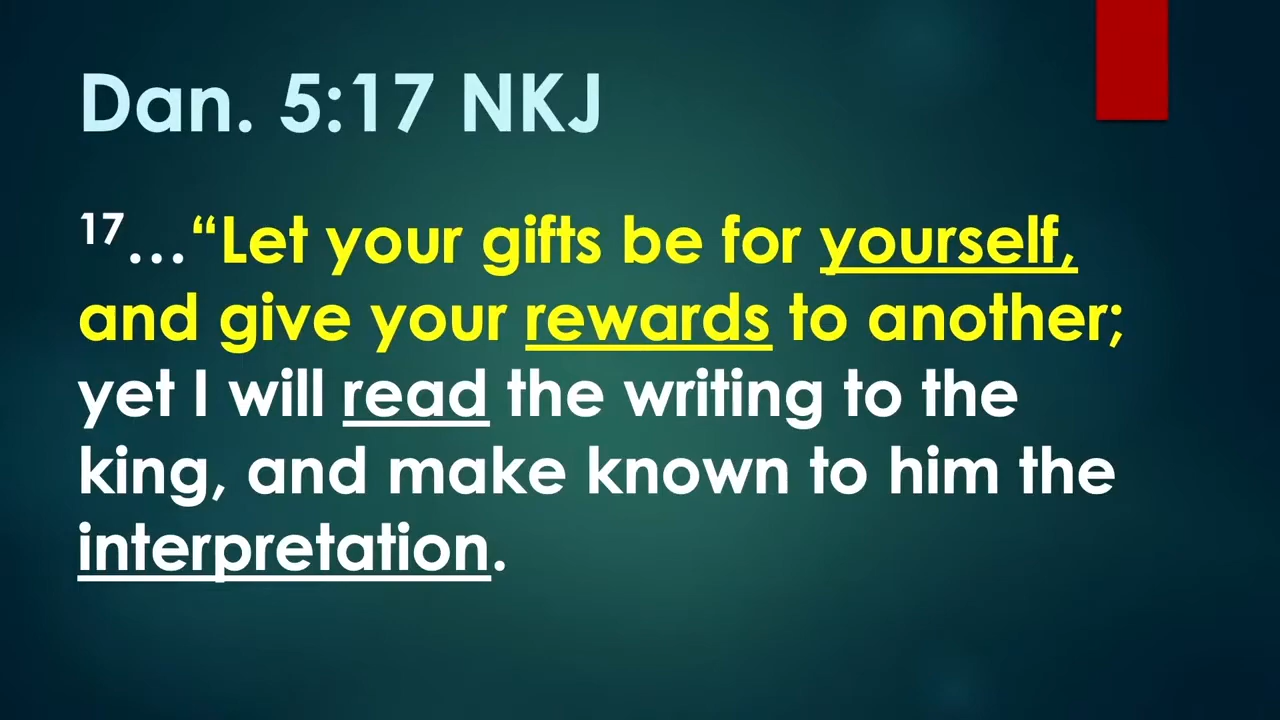 Dan. 5:17 NKJ
17…“Let your gifts be for yourself,
and give your rewards to another;
yet I will read the writing to the
king, and make known to him the
interpretation.